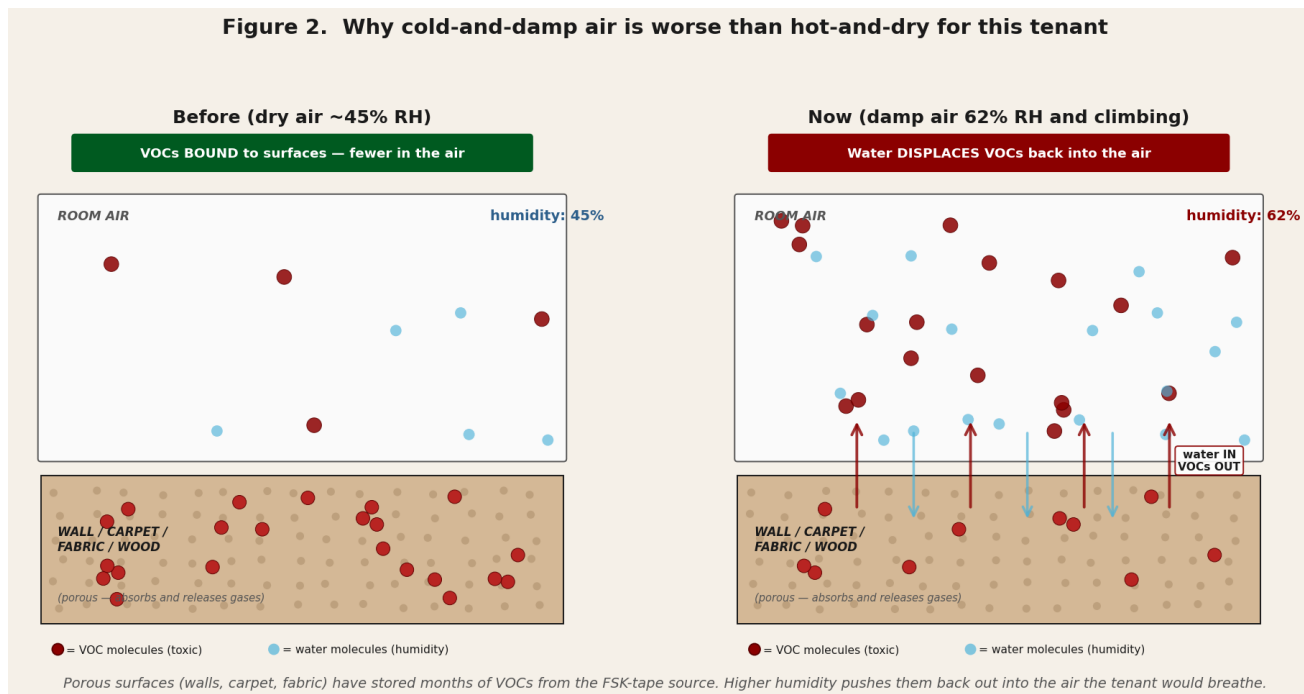 Figure 2.  Why cold-and-damp air is worse than hot-and-dry for this tenant
Before (dry air ~45% RH)
VOCs BOUND to surfaces — fewer in the air
ROOM AIR
humidity: 45%
WALL / CARPET /
FABRIC / WOOD
(porous — absorbs and releases gases)
= VOC molecules (toxic)
= water molecules (humidity)
Now (damp air 62% RH and climbing)
Water DISPLACES VOCs back into the air
ROOM AIR
humidity: 62%
water IN
VOCs OUT
WALL / CARPET /
FABRIC / WOOD
(porous — absorbs and releases gases)
= VOC molecules (toxic)
= water molecules (humidity)
Porous surfaces (walls, carpet, fabric) have stored months of VOCs from the FSK-tape source. Higher humidity pushes them back out into the air the tenant would breathe.